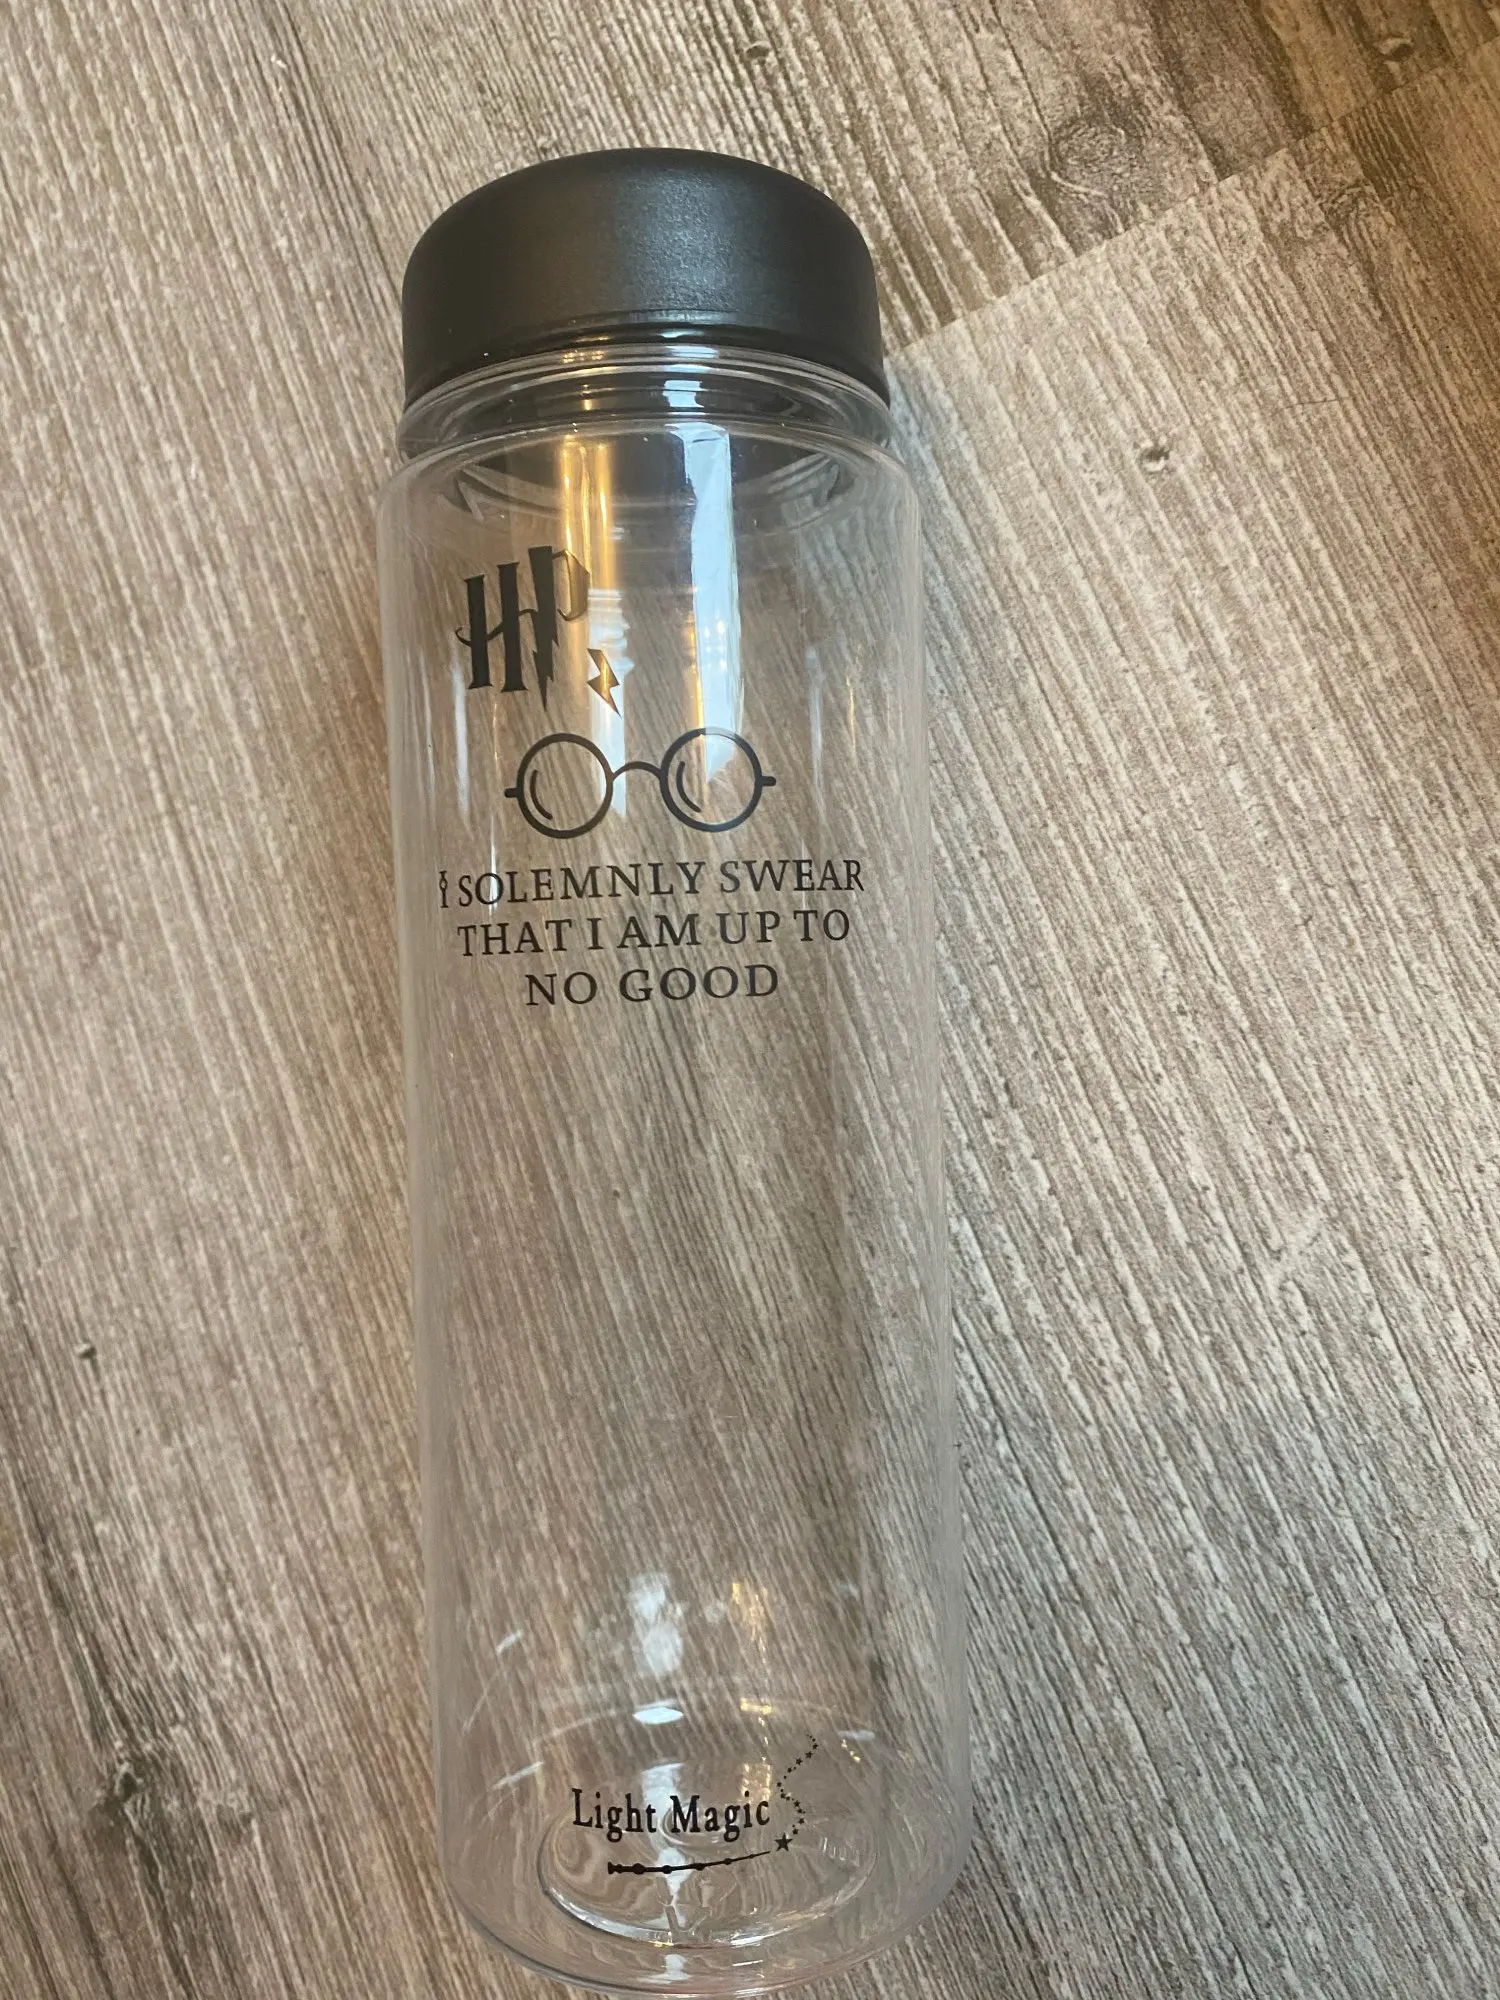 HP
I SOLEMNLY SWEAR
THAT I AM UP TO
NO GOOD
Light Magic